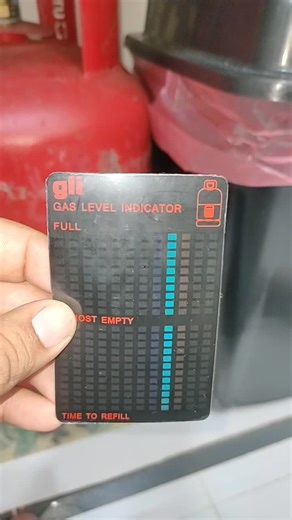 gli
GAS LEVEL INDICATOR
FULL
OST EMPTY
TIME TO REFILL